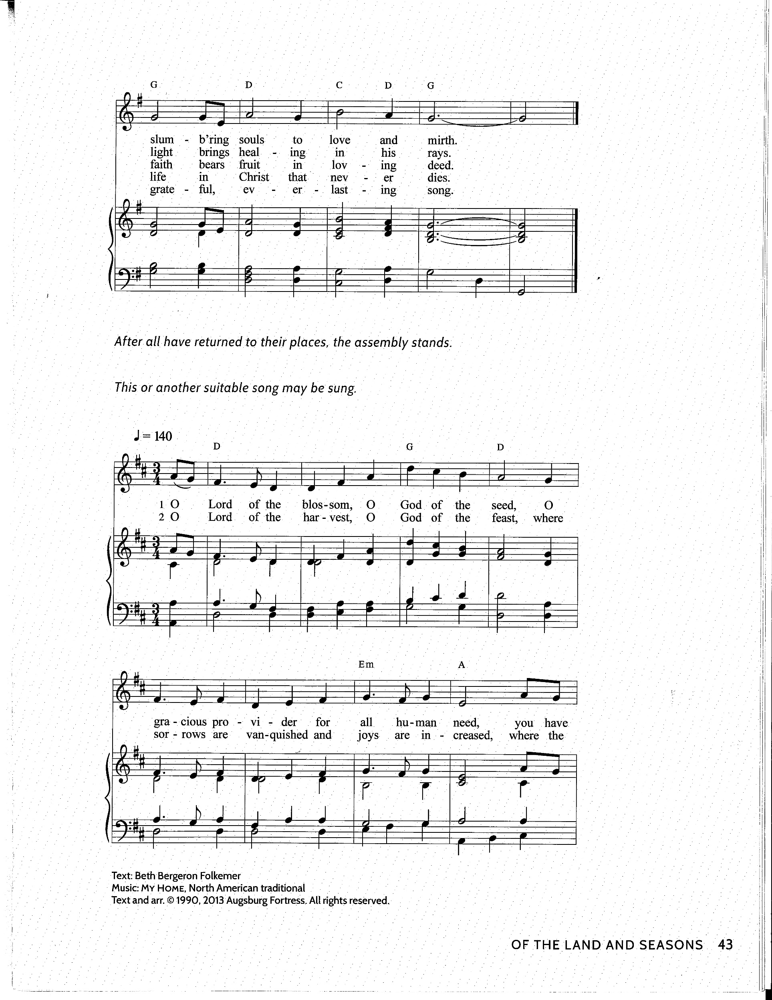 G D C D G
slum - b’ring souls to love and mirth.
light brings heal - ing in his rays.
faith bears fruit in lov - ing deed.
life in Christ that nev - er dies.
grate - ful, ev - er - last - ing song.
After all have returned to their places, the assembly stands.
This or another suitable song may be sung.
♩ = 140
D G D
3 4
1 O Lord of the blos - som, O God of the seed, O
2 O Lord of the har - vest, O God of the feast, where
3 4
3 4
Em A
gra - cious pro - vi - der for all hu - man need, you have
sor - rows are van - quished and joys are in - creased, where the
Text: Beth Bergeron Folkemer
Music: MY HOME, North American traditional
Text and arr. © 1990, 2013 Augsburg Fortress. All rights reserved.
OF THE LAND AND SEASONS 43